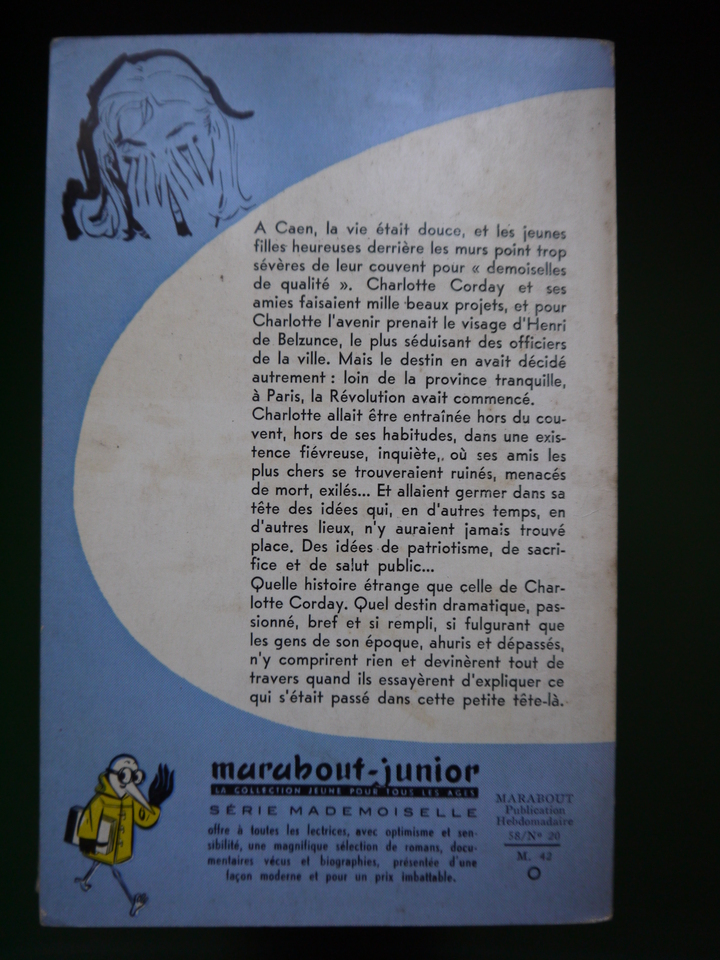 A Caen, la vie était douce, et les jeunes
filles heureuses derrière les murs point trop
sévères de leur couvent pour « demoiselles
de qualité ». Charlotte Corday et ses
amies faisaient mille beaux projets, et pour
Charlotte l'avenir prenait le visage d'Henri
de Belzunce, le plus séduisant des officiers
de la ville. Mais le destin en avait décidé
autrement : loin de la province tranquille,
à Paris, la Révolution avait commencé.
Charlotte allait être entraînée hors du cou-
vent, hors de ses habitudes, dans une exis-
tence fiévreuse, inquiète, où ses amis les
plus chers se trouveraient ruinés, menacés
de mort, exilés... Et allaient germer dans sa
tête des idées qui, en d'autres temps, en
d'autres lieux, n'y auraient jamais trouvé
place. Des idées de patriotisme, de sacri-
fice et de salut public...
Quelle histoire étrange que celle de Char-
lotte Corday. Quel destin dramatique, pas-
sionné, bref et si rempli, si fulgurant que
les gens de son époque, ahuris et dépassés,
n'y comprirent rien et devinèrent tout de
travers quand ils essayèrent d'expliquer ce
qui s'était passé dans cette petite tête-là.
marabout-junior
LA COLLECTION JEUNE POUR TOUS LES AGES
SÉRIE MADEMOISELLE
offre à toutes les lectrices, avec optimisme et sen-
sibilité, une magnifique sélection de romans, docu-
mentaires vécus et biographies, présentée d'une
façon moderne et pour un prix imbattable.
MARABOUT
Publication
Hebdomadaire
58/N° 20
M. 42